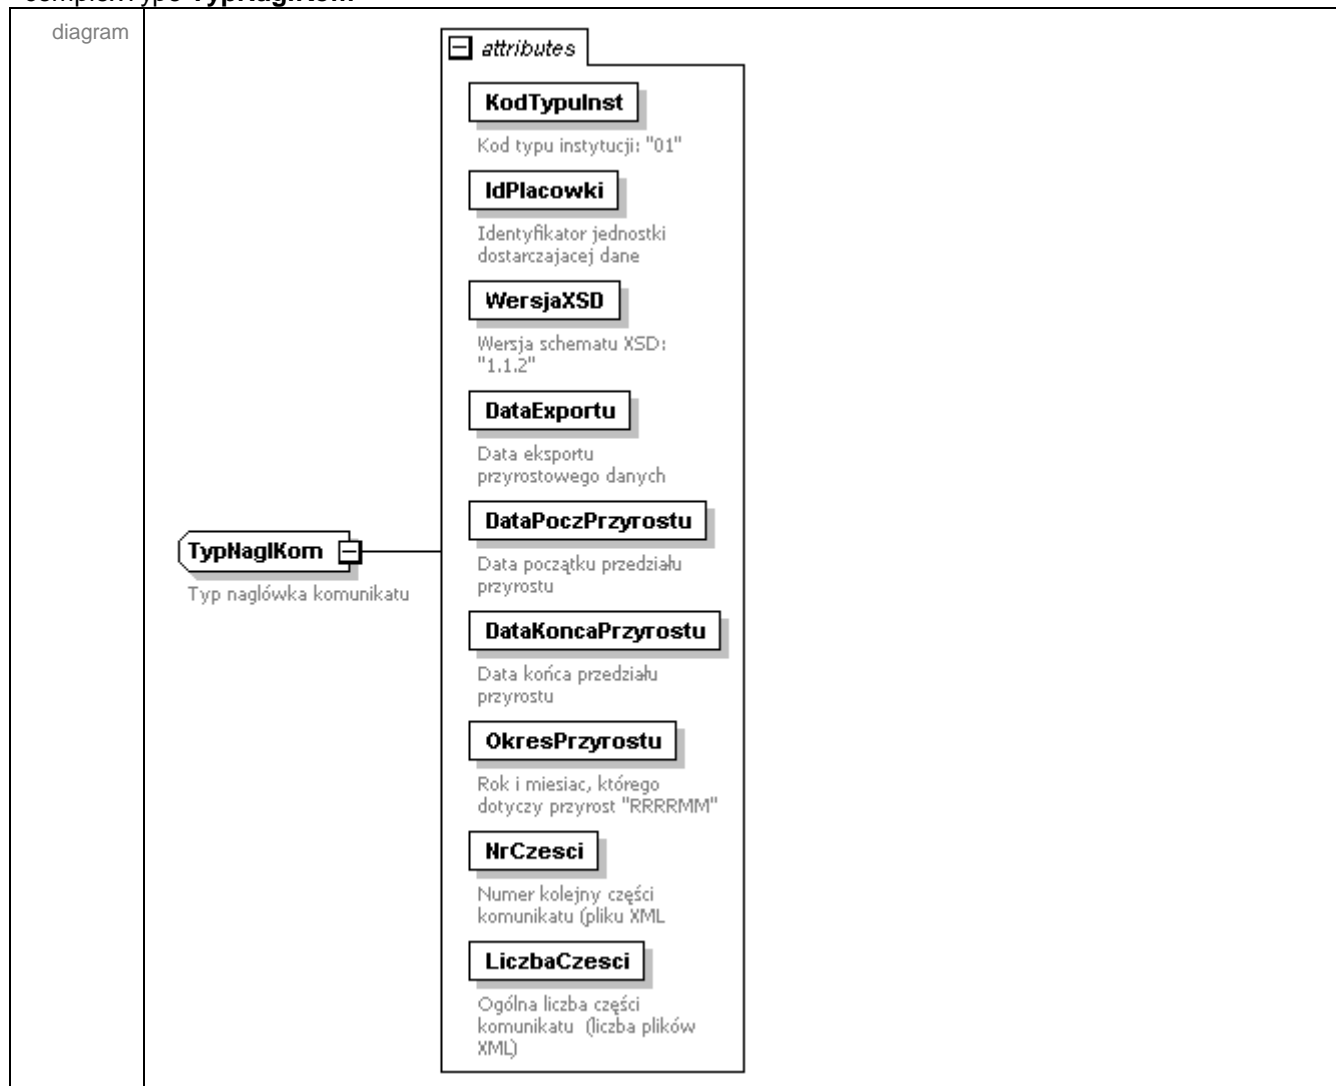 complexType TypNaglKom
diagram
attributes
KodTypuInst
Kod typu instytucji: "01"
IdPlacowki
Identyfikator jednostki
dostarczajacej dane
WersjaXSD
Wersja schematu XSD:
"1.1.2"
DataExportu
Data eksportu
przyrostowego danych
DataPoczPrzyrostu
Data początku przedziału
przyrostu
DataKoncaPrzyrostu
Data końca przedziału
przyrostu
OkresPrzyrostu
Rok i miesiac, którego
dotyczy przyrost "RRRRMM"
NrCzesci
Numer kolejny części
komunikatu (pliku XML
LiczbaCzesci
Ogólna liczba części
komunikatu (liczba plików
XML)
TypNaglKom
Typ naglówka komunikatu